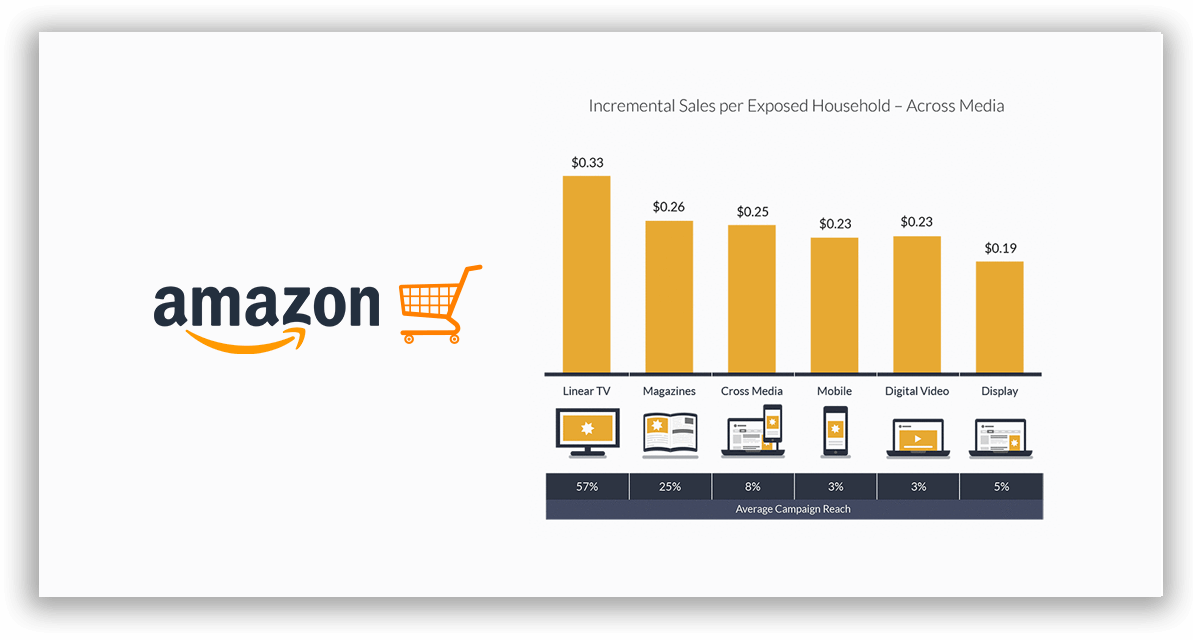 amazon
Incremental Sales per Exposed Household – Across Media
$0.33
$0.26
$0.25
$0.23
$0.23
$0.19
Linear TV
Magazines
Cross Media
Mobile
Digital Video
Display
57%
25%
8%
3%
3%
5%
Average Campaign Reach